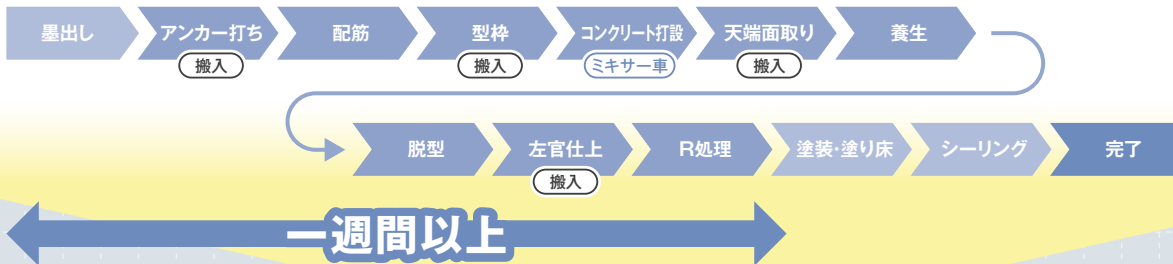 墨出し アンカー打ち 配筋 型枠 コンクリート打設 天端面取り 養生
搬入 搬入 ミキサー車 搬入
脱型 左官仕上 R処理 塗装・塗り床 シーリング 完了
搬入
一週間以上